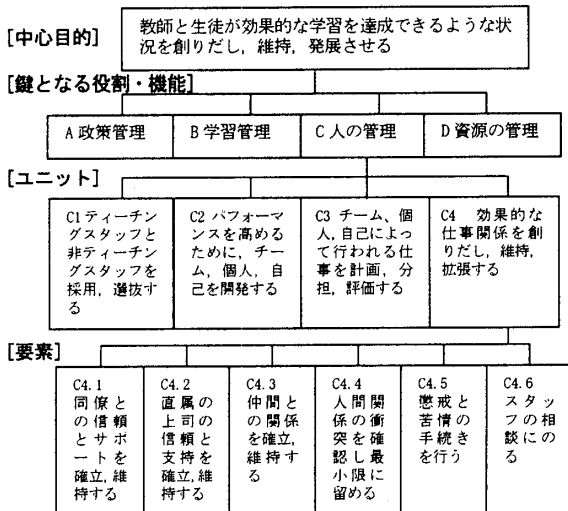 [中心目的]
教師と生徒が効果的な学習を達成できるような状
況を創りだし，維持，発展させる
[鍵となる役割・機能]
A 政策管理
B 学習管理
C 人の管理
D 資源の管理
[ユニット]
C1 ティーチン
グスタッフと
非ティーチン
グスタッフを
採用，選抜す
る
C2 パフォーマ
ンスを高める
ために，チー
ム，個人，自
己を開発する
C3 チーム、個
人，自己によっ
て行われる仕
事を計画，分
担，評価する
C4 効果的な
仕事関係を創
りだし，維持，
拡張する
[要素]
C4.1
同僚と
の信頼
とサポ
ートを
確立，維
持する
C4.2
直属の
上司の
信頼と
支持を
確立，維
持する
C4.3
仲間と
の関係
を確立，
維持す
る
C4.4
人間関
係の衝
突を確
認し最
小限に
留める
C4.5
懲戒と
苦情の
手続き
を行う
C4.6
スタッ
フの相
談にの
る